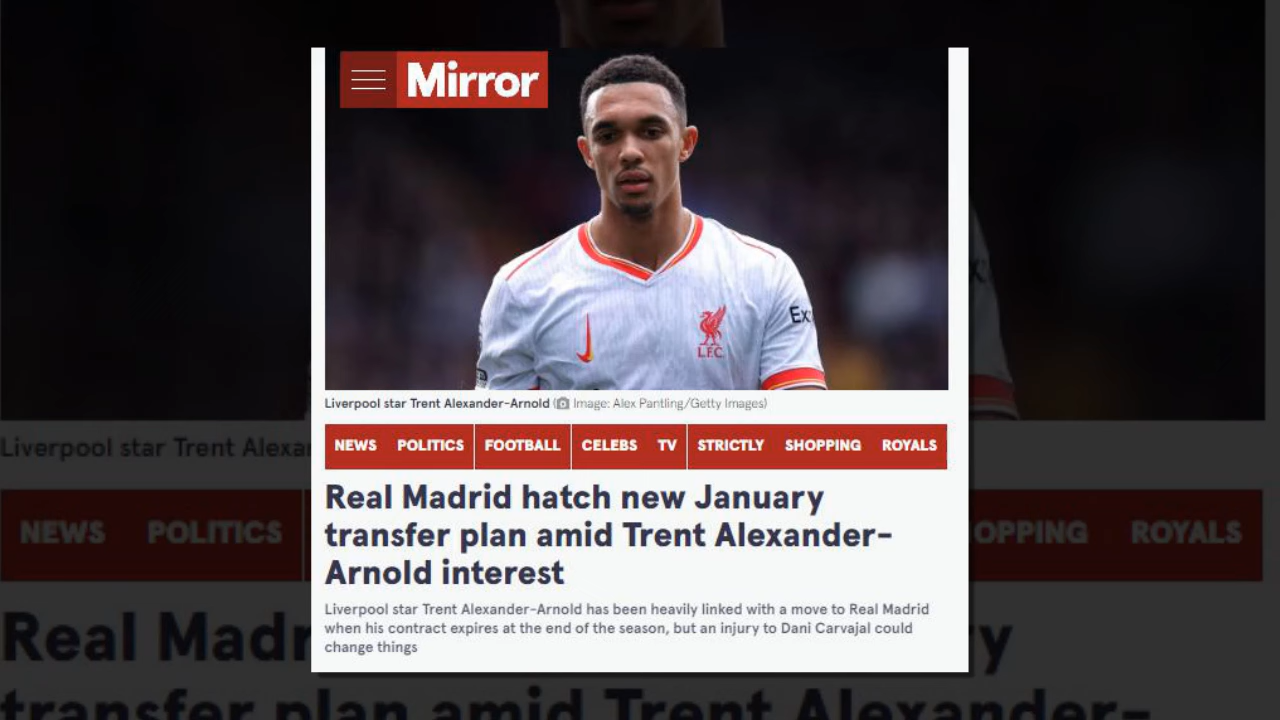 Mirror
Ex
L.F.C.
Liverpool star Trent Alexander-Arnold (Image: Alex Pantling/Getty Images)
NEWS POLITICS FOOTBALL CELEBS TV STRICTLY SHOPPING ROYALS
Real Madrid hatch new January
transfer plan amid Trent Alexander-
Arnold interest
Liverpool star Trent Alexander-Arnold has been heavily linked with a move to Real Madrid
when his contract expires at the end of the season, but an injury to Dani Carvajal could
change things
Liverpool star Trent Alexa
NEWS POLITICS OPPING ROYALS
Real Madr y
transfer plan amid Trent Alexander-